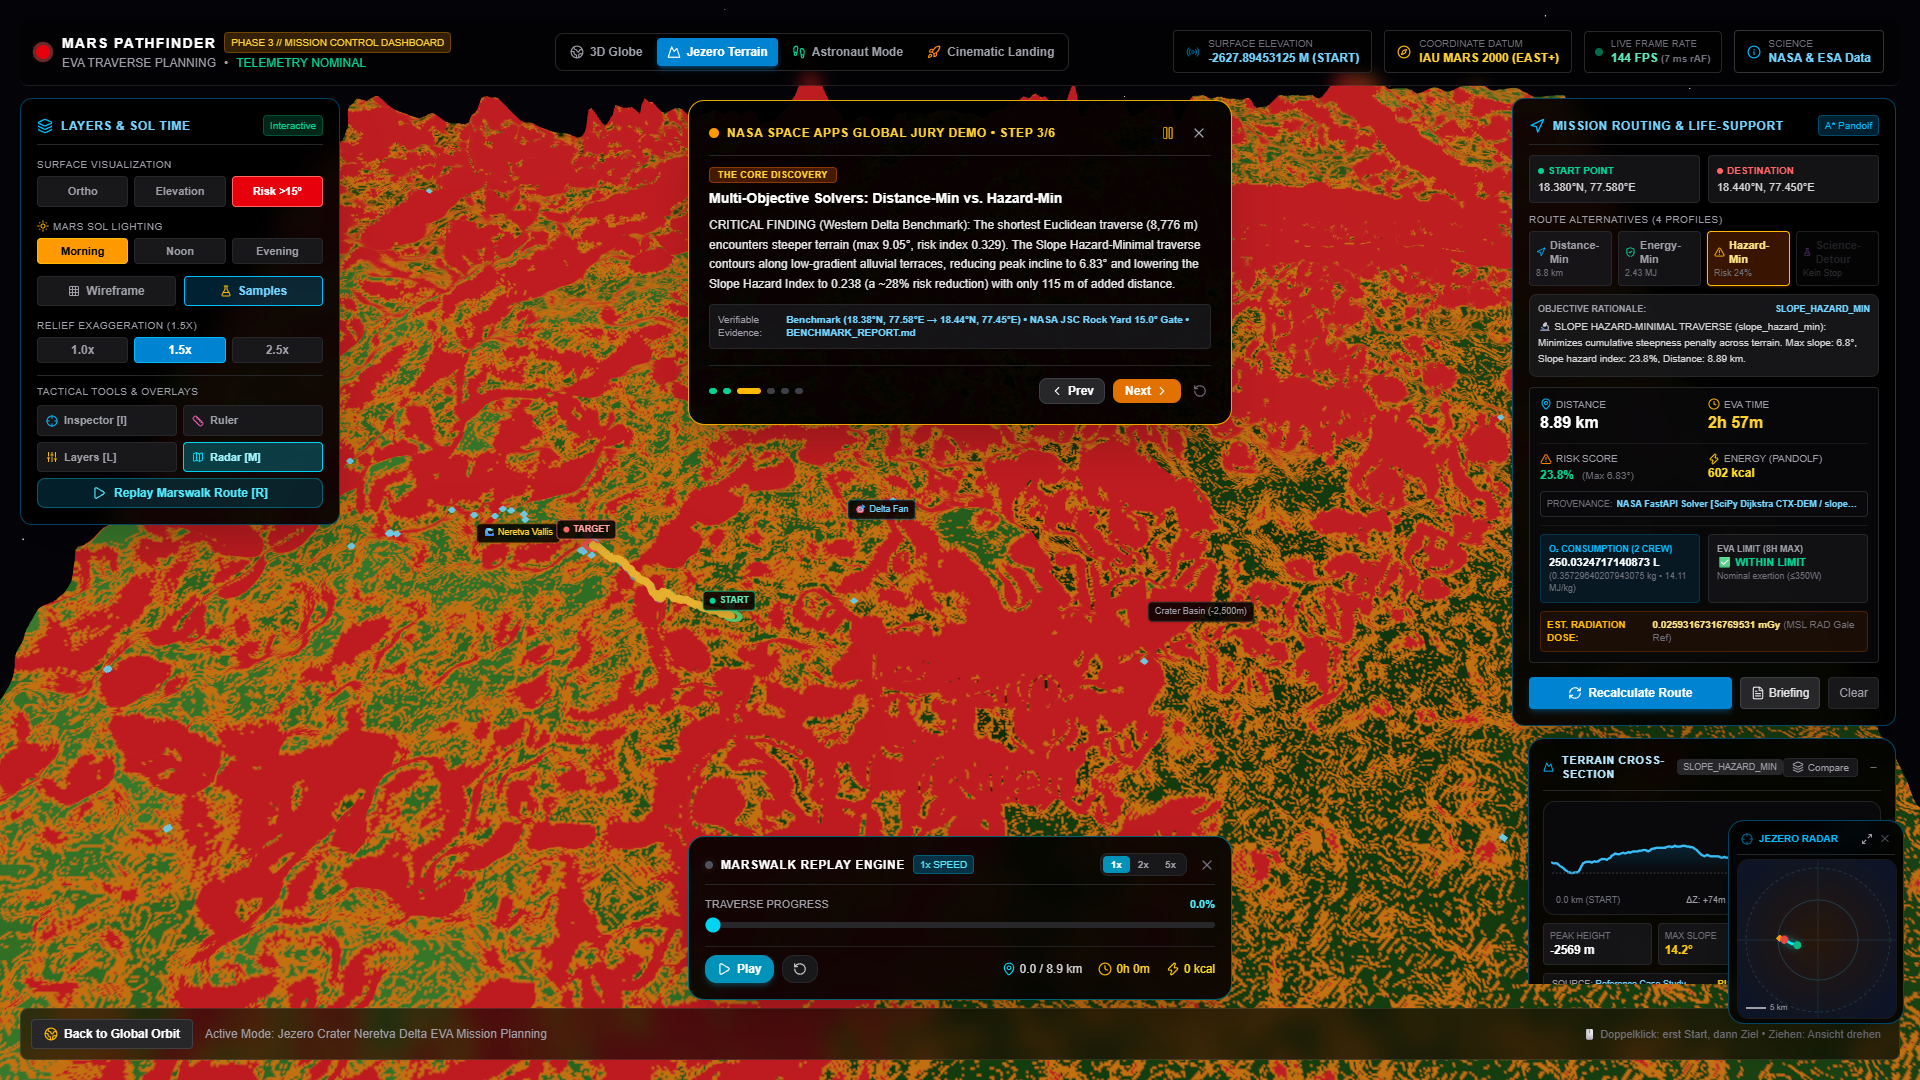 MARS PATHFINDER
PHASE 3 // MISSION CONTROL DASHBOARD
EVA TRAVERSE PLANNING • TELEMETRY NOMINAL
3D Globe
Jezero Terrain
Astronaut Mode
Cinematic Landing
SURFACE ELEVATION
-2627.89453125 M (START)
COORDINATE DATUM
IAU MARS 2000 (EAST+)
LIVE FRAME RATE
144 FPS (7 ms rAF)
SCIENCE
NASA & ESA Data
LAYERS & SOL TIME
Interactive
SURFACE VISUALIZATION
Ortho
Elevation
Risk >15°
MARS SOL LIGHTING
Morning
Noon
Evening
Wireframe
Samples
RELIEF EXAGGERATION (1.5X)
1.0x
1.5x
2.5x
TACTICAL TOOLS & OVERLAYS
Inspector [I]
Ruler
Layers [L]
Radar [M]
Replay Marswalk Route [R]
NASA SPACE APPS GLOBAL JURY DEMO • STEP 3/6
THE CORE DISCOVERY
Multi-Objective Solvers: Distance-Min vs. Hazard-Min
CRITICAL FINDING (Western Delta Benchmark): The shortest Euclidean traverse (8,776 m)
encounters steeper terrain (max 9.05°, risk index 0.329). The Slope Hazard-Minimal traverse
contours along low-gradient alluvial terraces, reducing peak incline to 6.83° and lowering the
Slope Hazard Index to 0.238 (a ~28% risk reduction) with only 115 m of added distance.
Verifiable
Evidence:
Benchmark (18.38°N, 77.58°E → 18.44°N, 77.45°E) • NASA JSC Rock Yard 15.0° Gate •
BENCHMARK_REPORT.md
Prev
Next
Neretva Vallis
TARGET
START
Delta Fan
Crater Basin (-2,500m)
MISSION ROUTING & LIFE-SUPPORT
A* Pandolf
START POINT
18.380°N, 77.580°E
DESTINATION
18.440°N, 77.450°E
ROUTE ALTERNATIVES (4 PROFILES)
Distance-
Min
8.8 km
Energy-
Min
2.43 MJ
Hazard-
Min
Risk 24%
Science-
Detour
Kein Stop
OBJECTIVE RATIONALE:
SLOPE_HAZARD_MIN
SLOPE HAZARD-MINIMAL TRAVERSE (slope_hazard_min):
Minimizes cumulative steepness penalty across terrain. Max slope: 6.8°,
Slope hazard index: 23.8%, Distance: 8.89 km.
DISTANCE
8.89 km
EVA TIME
2h 57m
RISK SCORE
23.8% (Max 6.83°)
ENERGY (PANDOLF)
602 kcal
PROVENANCE: NASA FastAPI Solver [SciPy Dijkstra CTX-DEM / slope...
O₂ CONSUMPTION (2 CREW)
250.0324717140873 L
(0.35729640207943075 kg • 14.11
MJ/kg)
EVA LIMIT (8H MAX)
✅ WITHIN LIMIT
Nominal exertion (≤350W)
EST. RADIATION
DOSE:
0.02593167316769531 mGy (MSL RAD Gale
Ref)
Recalculate Route
Briefing
Clear
TERRAIN CROSS-
SECTION
SLOPE_HAZARD_MIN
Compare
0.0 km (START)
ΔZ: +74m
PEAK HEIGHT
-2569 m
MAX SLOPE
14.2°
SOURCE: Reference Case Study
JEZERO RADAR
5 km
MARSWALK REPLAY ENGINE
1x SPEED
1x
2x
5x
TRAVERSE PROGRESS
0.0%
Play
0.0 / 8.9 km
0h 0m
0 kcal
Back to Global Orbit
Active Mode: Jezero Crater Neretva Delta EVA Mission Planning
Doppelklick: erst Start, dann Ziel • Ziehen: Ansicht drehen